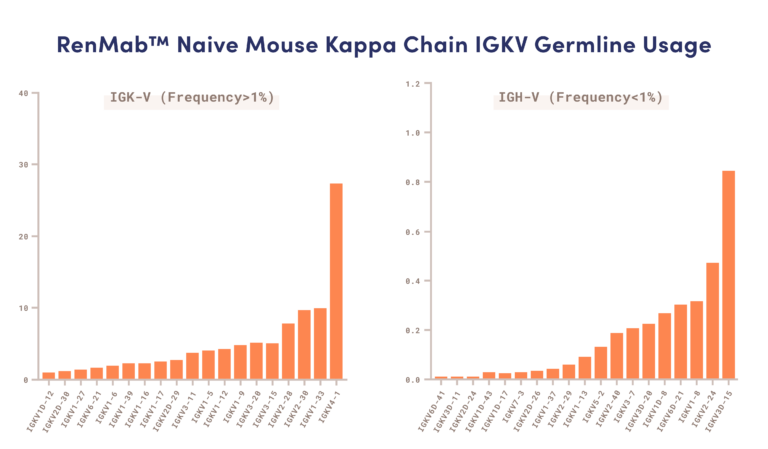 RenMab™ Naive Mouse Kappa Chain IGKV Germline Usage
IGK-V (Frequency>1%)
40
30
20
10
0
IGKV1D-12
IGKV2D-30
IGKV1-27
IGKV6-21
IGKV1-6
IGKV1-39
IGKV1-16
IGKV1-17
IGKV2D-29
IGKV3-11
IGKV1-5
IGKV1-12
IGKV1-9
IGKV3-20
IGKV3-15
IGKV2-28
IGKV2-30
IGKV1-33
IGKV4-1
IGH-V (Frequency<1%)
1.2
1.0
0.8
0.6
0.4
0.2
0.0
IGKV6D-41
IGKV3D-11
IGKV2D-24
IGKV1D-43
IGKV1D-17
IGKV7-3
IGKV2D-26
IGKV1-37
IGKV2-29
IGKV1-13
IGKV5-2
IGKV2-40
IGKV3-7
IGKV3D-20
IGKV1D-8
IGKV6D-21
IGKV1-8
IGKV2-24
IGKV3D-15